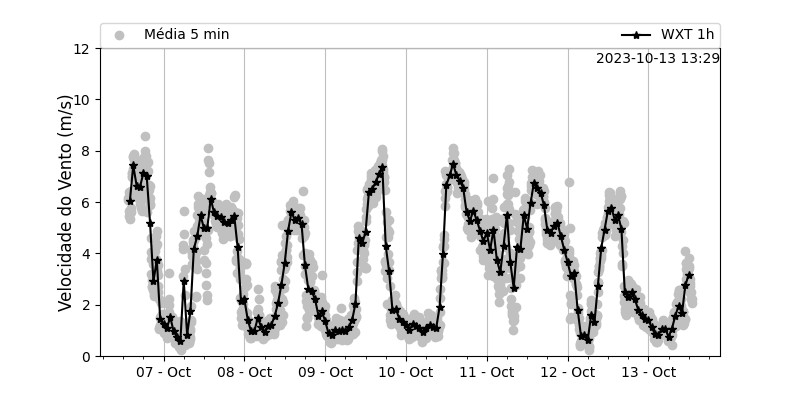 Média 5 min
WXT 1h
2023-10-13 13:29
Velocidade do Vento (m/s)
12
10
8
6
4
2
0
07 - Oct
08 - Oct
09 - Oct
10 - Oct
11 - Oct
12 - Oct
13 - Oct